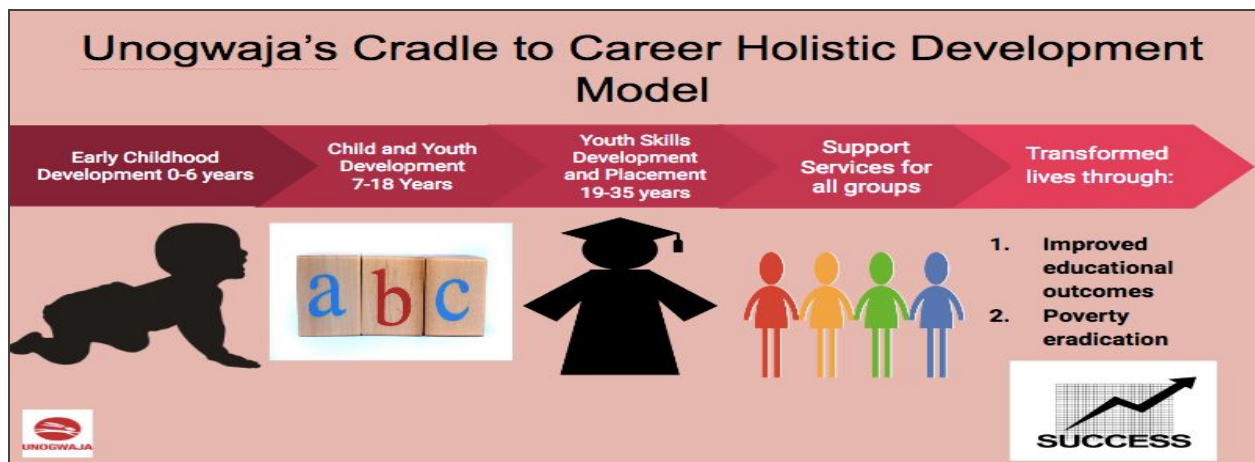 Unogwaja's Cradle to Career Holistic Development
Model
Early Childhood
Development 0-6 years
Child and Youth
Development
7-18 Years
Youth Skills
Development
and Placement
19-35 years
Support
Services for
all groups
Transformed
lives through:
a b c
1. Improved
educational
outcomes
2. Poverty
eradication
SUCCESS
UNOGWAJA